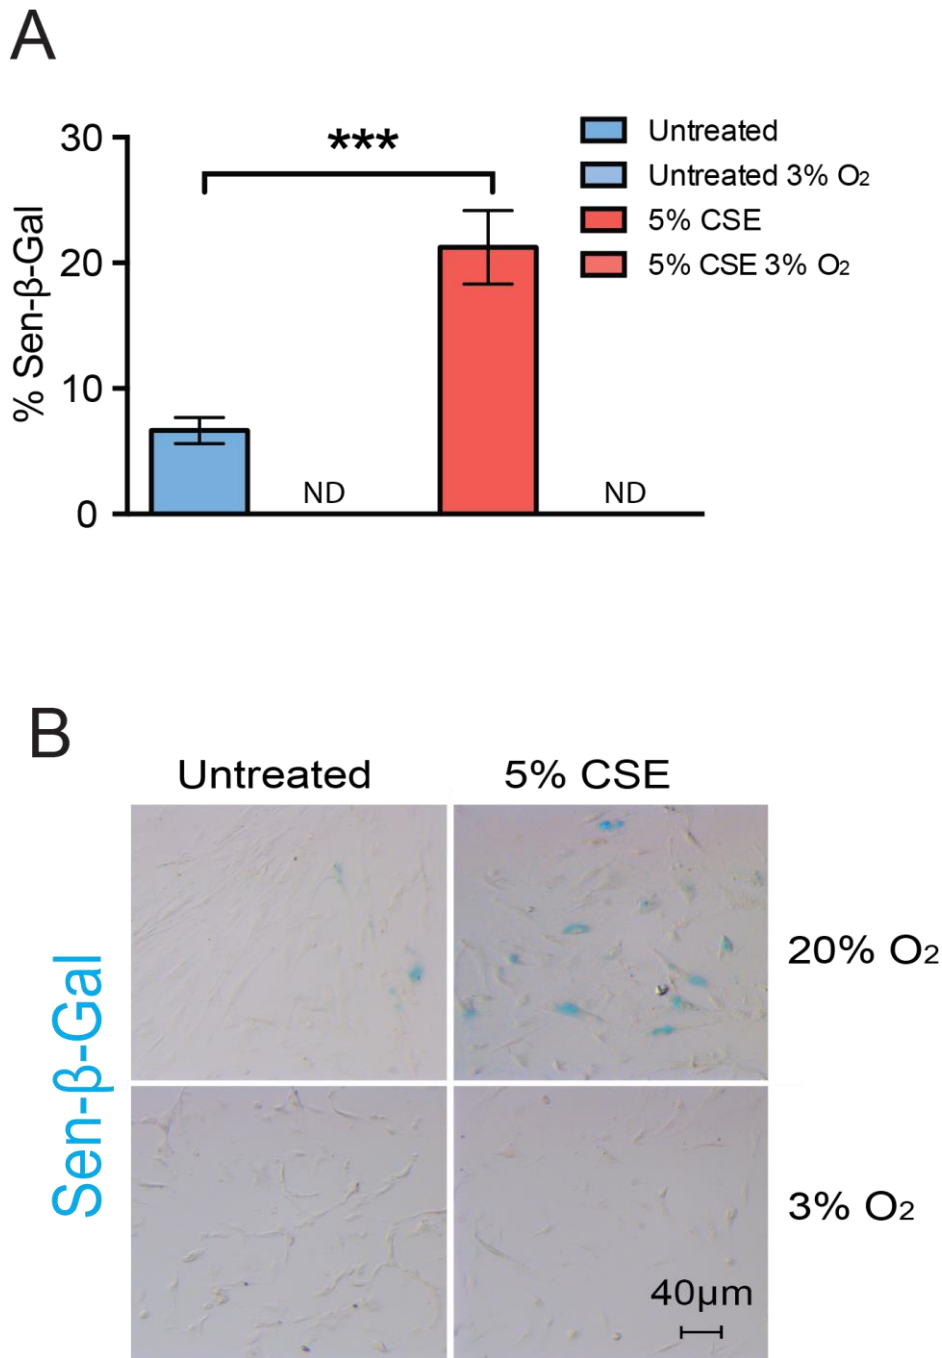 A
30
20
10
0
% Sen-β-Gal
***
ND
ND
Untreated
Untreated 3% O₂
5% CSE
5% CSE 3% O₂
B
Untreated
5% CSE
Sen-β-Gal
20% O₂
3% O₂
40μm